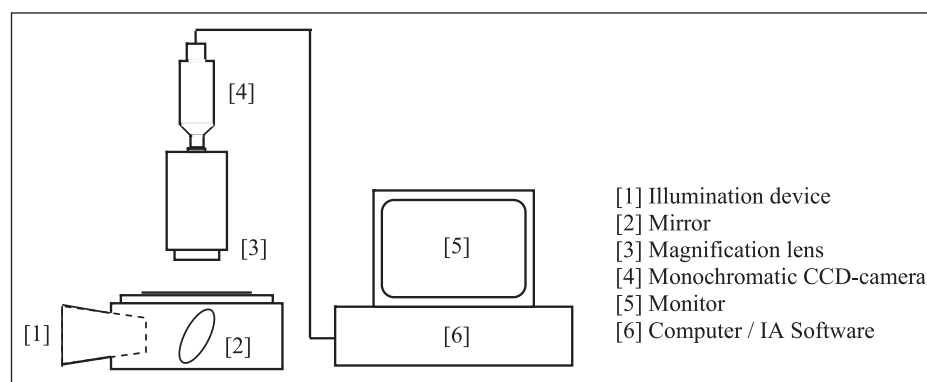 [4]
[3]
[1]
[2]
[5]
[6]
[1] Illumination device
[2] Mirror
[3] Magnification lens
[4] Monochromatic CCD-camera
[5] Monitor
[6] Computer / IA Software